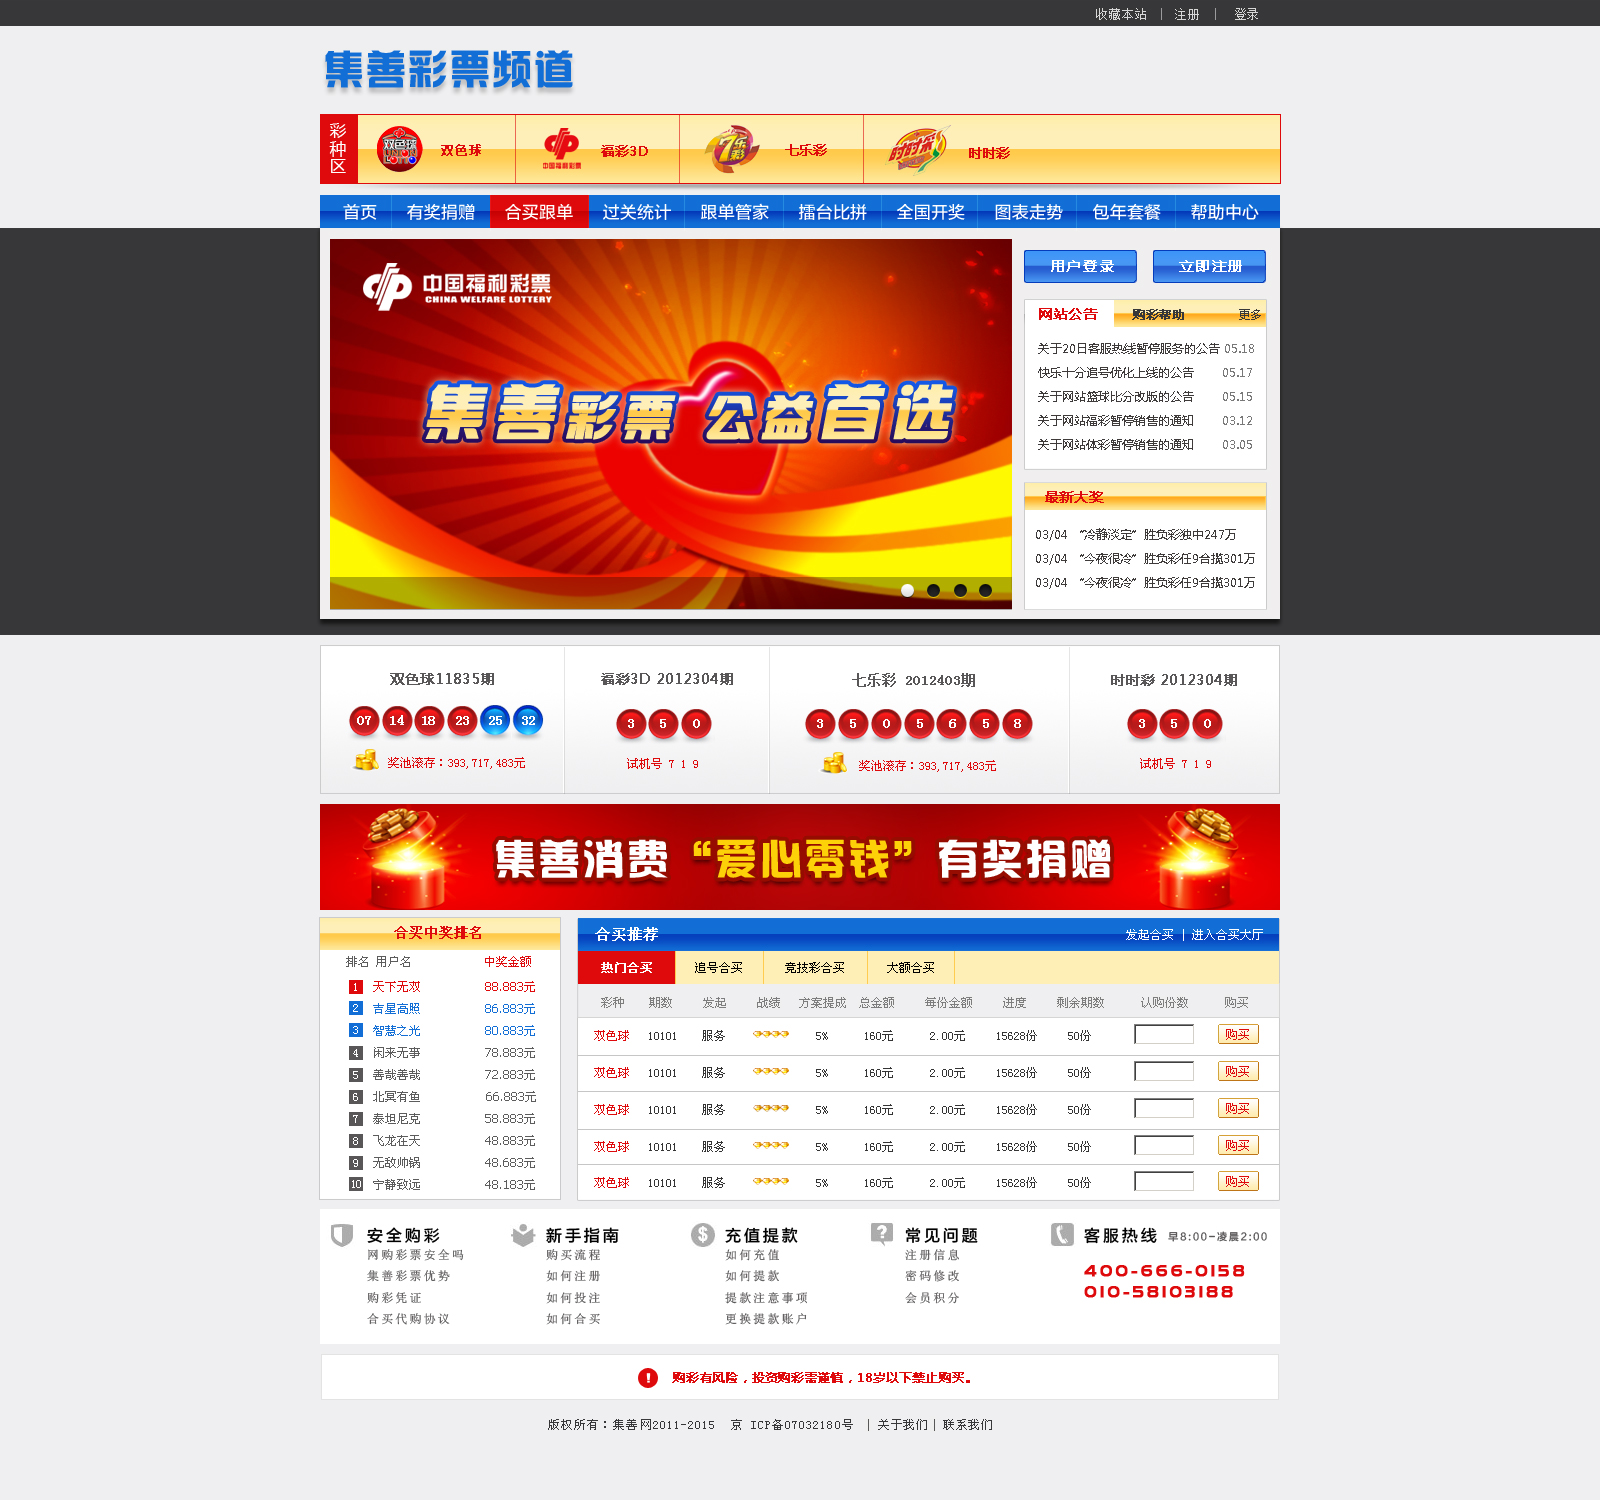 收藏本站 | 注册 | 登录
集善彩票频道
彩种区
双色球 UNION LOTTO 双色球
中国福利彩票 福彩3D
7乐彩 七乐彩
时时彩 时时彩
首页 有奖捐赠 合买跟单 过关统计 跟单管家 擂台比拼 全国开奖 图表走势 包年套餐 帮助中心
中国福利彩票
CHINA WELFARE LOTTERY
集善彩票 公益首选
用户登录 立即注册
网站公告 购彩帮助 更多
关于20日客服热线暂停服务的公告 05.18
快乐十分追号优化上线的公告 05.17
关于网站篮球比分改版的公告 05.15
关于网站福彩暂停销售的通知 03.12
关于网站体彩暂停销售的通知 03.05
最新大奖
03/04 “冷静淡定” 胜负彩独中247万
03/04 “今夜很冷” 胜负彩任9合揽301万
03/04 “今夜很冷” 胜负彩任9合揽301万
双色球11835期
07 14 18 23 25 32
奖池滚存：393,717,483元
福彩3D 2012304期
3 5 0
试机号 7 1 9
七乐彩 2012403期
3 5 0 5 6 5 8
奖池滚存：393,717,483元
时时彩 2012304期
3 5 0
试机号 7 1 9
集善消费 “爱心零钱” 有奖捐赠
合买中奖排名
排名 用户名 中奖金额
1 天下无双 88.883元
2 吉星高照 86.883元
3 智慧之光 80.883元
4 闲来无事 78.883元
5 善哉善哉 72.883元
6 北冥有鱼 66.883元
7 泰坦尼克 58.883元
8 飞龙在天 48.883元
9 无敌帅锅 48.683元
10 宁静致远 48.183元
合买推荐 发起合买 | 进入合买大厅
热门合买 追号合买 竞技彩合买 大额合买
彩种 期数 发起 战绩 方案提成 总金额 每份金额 进度 剩余期数 认购份数 购买
双色球 10101 服务 5% 160元 2.00元 15628份 50份 购买
双色球 10101 服务 5% 160元 2.00元 15628份 50份 购买
双色球 10101 服务 5% 160元 2.00元 15628份 50份 购买
双色球 10101 服务 5% 160元 2.00元 15628份 50份 购买
双色球 10101 服务 5% 160元 2.00元 15628份 50份 购买
安全购彩
网购彩票安全吗
集善彩票优势
购彩凭证
合买代购协议
新手指南
购买流程
如何注册
如何投注
如何合买
充值提款
如何充值
如何提款
提款注意事项
更换提款账户
常见问题
注册信息
密码修改
会员积分
客服热线 早8:00-凌晨2:00
400-666-0158
010-58103188
购彩有风险，投资购彩需谨值，18岁以下禁止购买。
版权所有：集善网2011-2015 京 ICP备07032180号 | 关于我们 | 联系我们